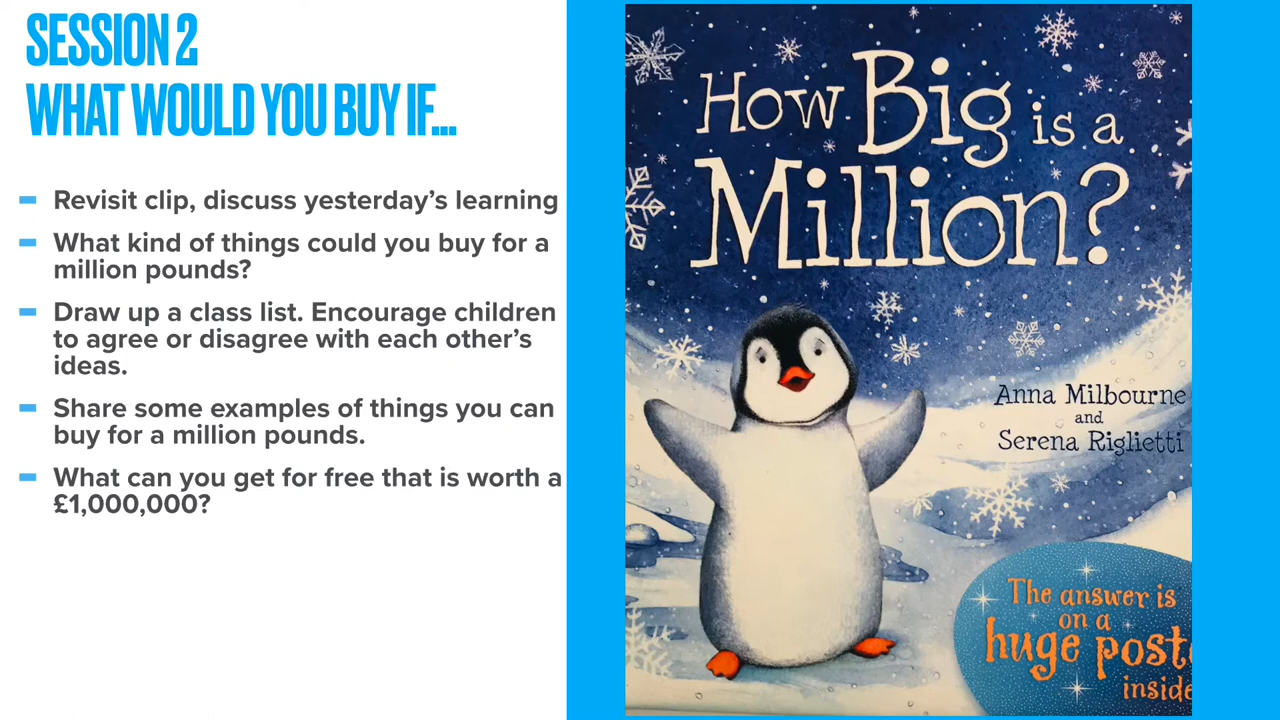 SESSION 2
WHAT WOULD YOU BUY IF...
Revisit clip, discuss yesterday's learning
What kind of things could you buy for a
million pounds?
Draw up a class list. Encourage children
to agree or disagree with each other's
ideas.
Share some examples of things you can
buy for a million pounds.
What can you get for free that is worth a
£1,000,000?
How Big is a
Million?
Anna Milbourne
and
Serena Riglietti
The answer is
on a
huge poste
inside